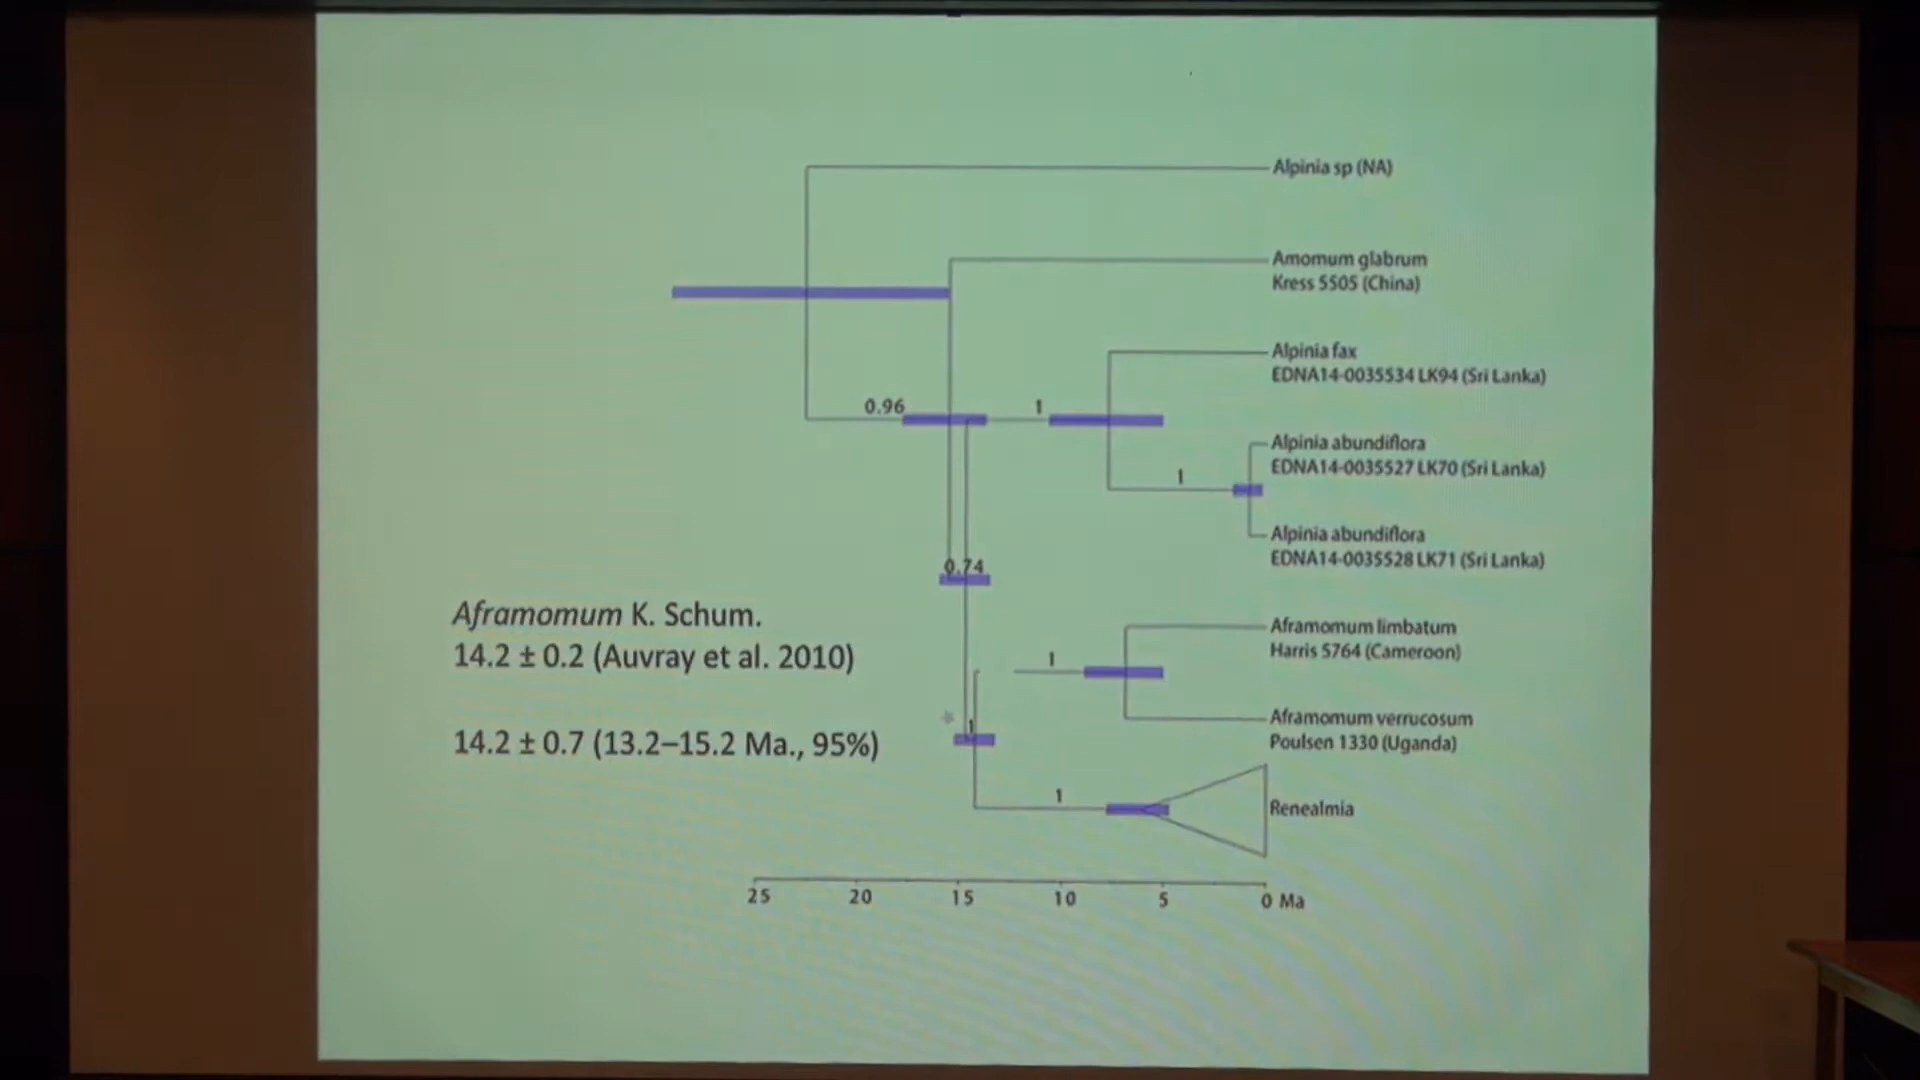 Alpinia sp (NA)
Amomum glabrum
Kress 5505 (China)
Alpinia fax
EDNA14-0035534 LK94 (Sri Lanka)
0.96
1
Alpinia abundiflora
EDNA14-0035527 LK70 (Sri Lanka)
1
Alpinia abundiflora
EDNA14-0035528 LK71 (Sri Lanka)
0.74
Aframomum K. Schum.
14.2 ± 0.2 (Auvray et al. 2010)
Aframomum limbatum
Harris 5764 (Cameroon)
1
Aframomum verrucosum
Poulsen 1330 (Uganda)
* 1
14.2 ± 0.7 (13.2–15.2 Ma., 95%)
1
Renealmia
25 20 15 10 5 0 Ma